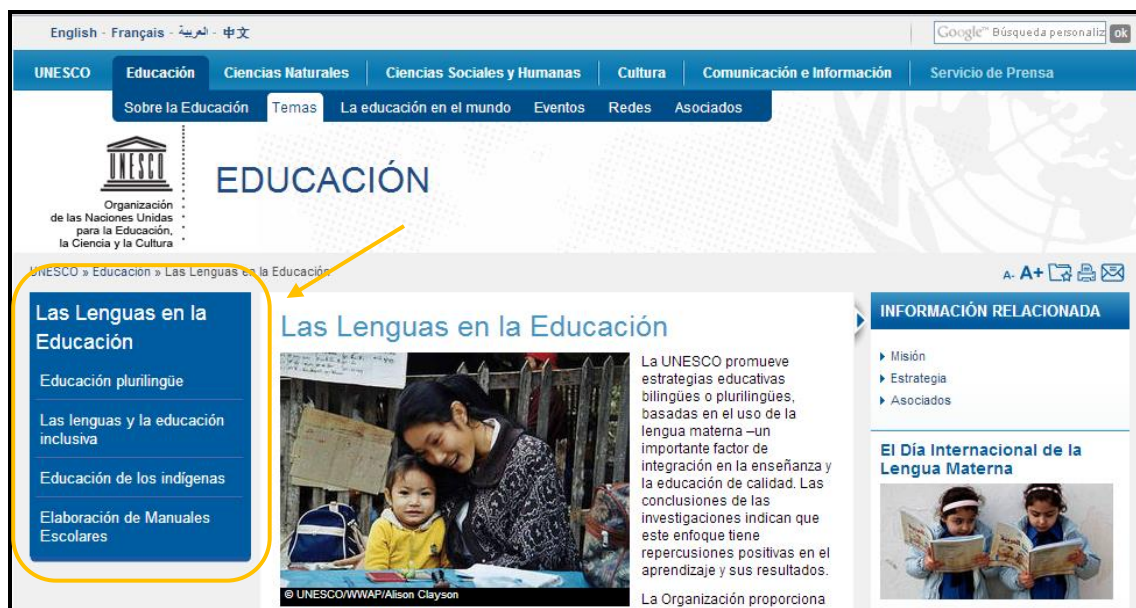 English - Français - العربية - 中文
Google™ Búsqueda personaliz ok
UNESCO Educación Ciencias Naturales Ciencias Sociales y Humanas Cultura Comunicación e Información Servicio de Prensa
Sobre la Educación Temas La educación en el mundo Eventos Redes Asociados
UNESCO
Organización
de las Naciones Unidas
para la Educación,
la Ciencia y la Cultura
EDUCACIÓN
UNESCO » Educación » Las Lenguas en la Educación
A- A+
Las Lenguas en la
Educación
Educación plurilingüe
Las lenguas y la educación
inclusiva
Educación de los indígenas
Elaboración de Manuales
Escolares
Las Lenguas en la Educación
© UNESCO/WWAP/Alison Clayson
La UNESCO promueve
estrategias educativas
bilingües o plurilingües,
basadas en el uso de la
lengua materna –un
importante factor de
integración en la enseñanza y
la educación de calidad. Las
conclusiones de las
investigaciones indican que
este enfoque tiene
repercusiones positivas en el
aprendizaje y sus resultados.
La Organización proporciona
INFORMACIÓN RELACIONADA
Misión
Estrategia
Asociados
El Día Internacional de la
Lengua Materna